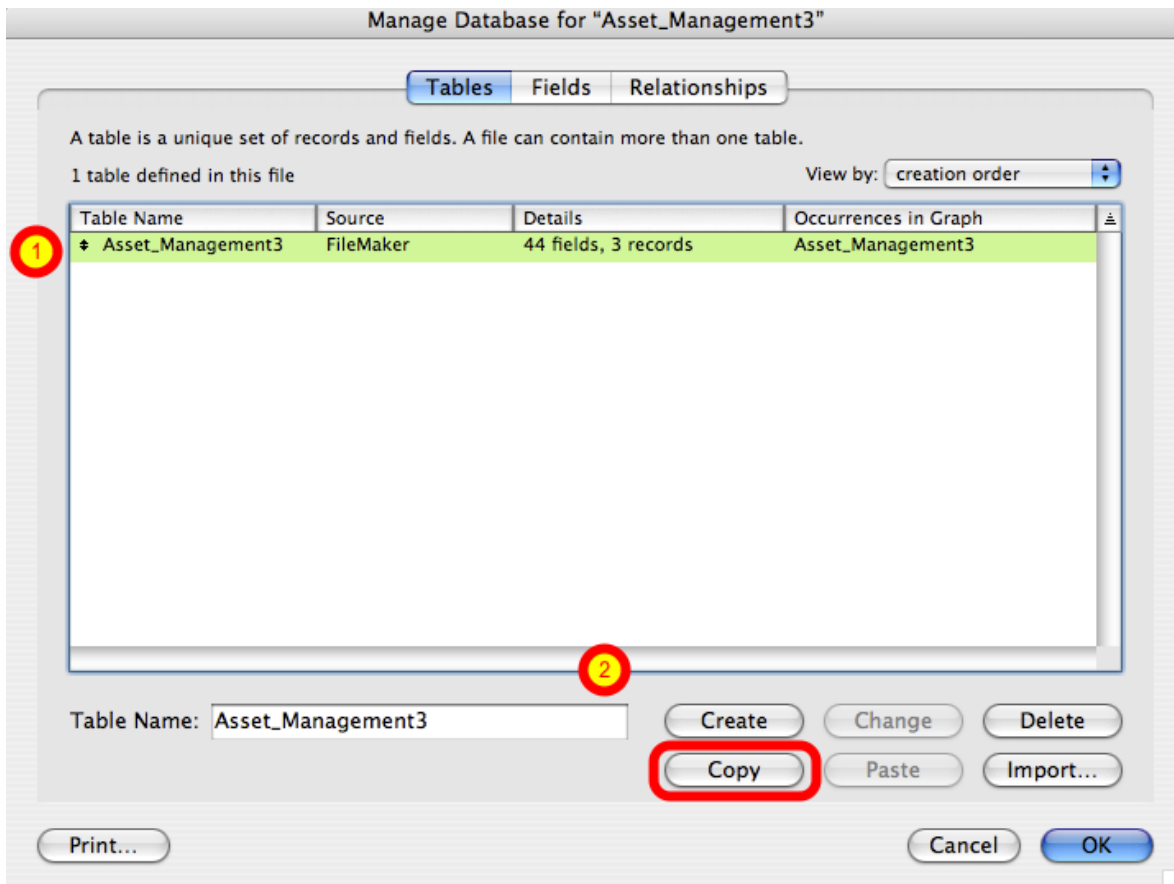 Manage Database for “Asset_Management3”
Tables Fields Relationships
A table is a unique set of records and fields. A file can contain more than one table.
1 table defined in this file View by: creation order
Table Name Source Details Occurrences in Graph
1 Asset_Management3 FileMaker 44 fields, 3 records Asset_Management3
2
Table Name: Asset_Management3 Create Change Delete
Copy Paste Import...
Print... Cancel OK